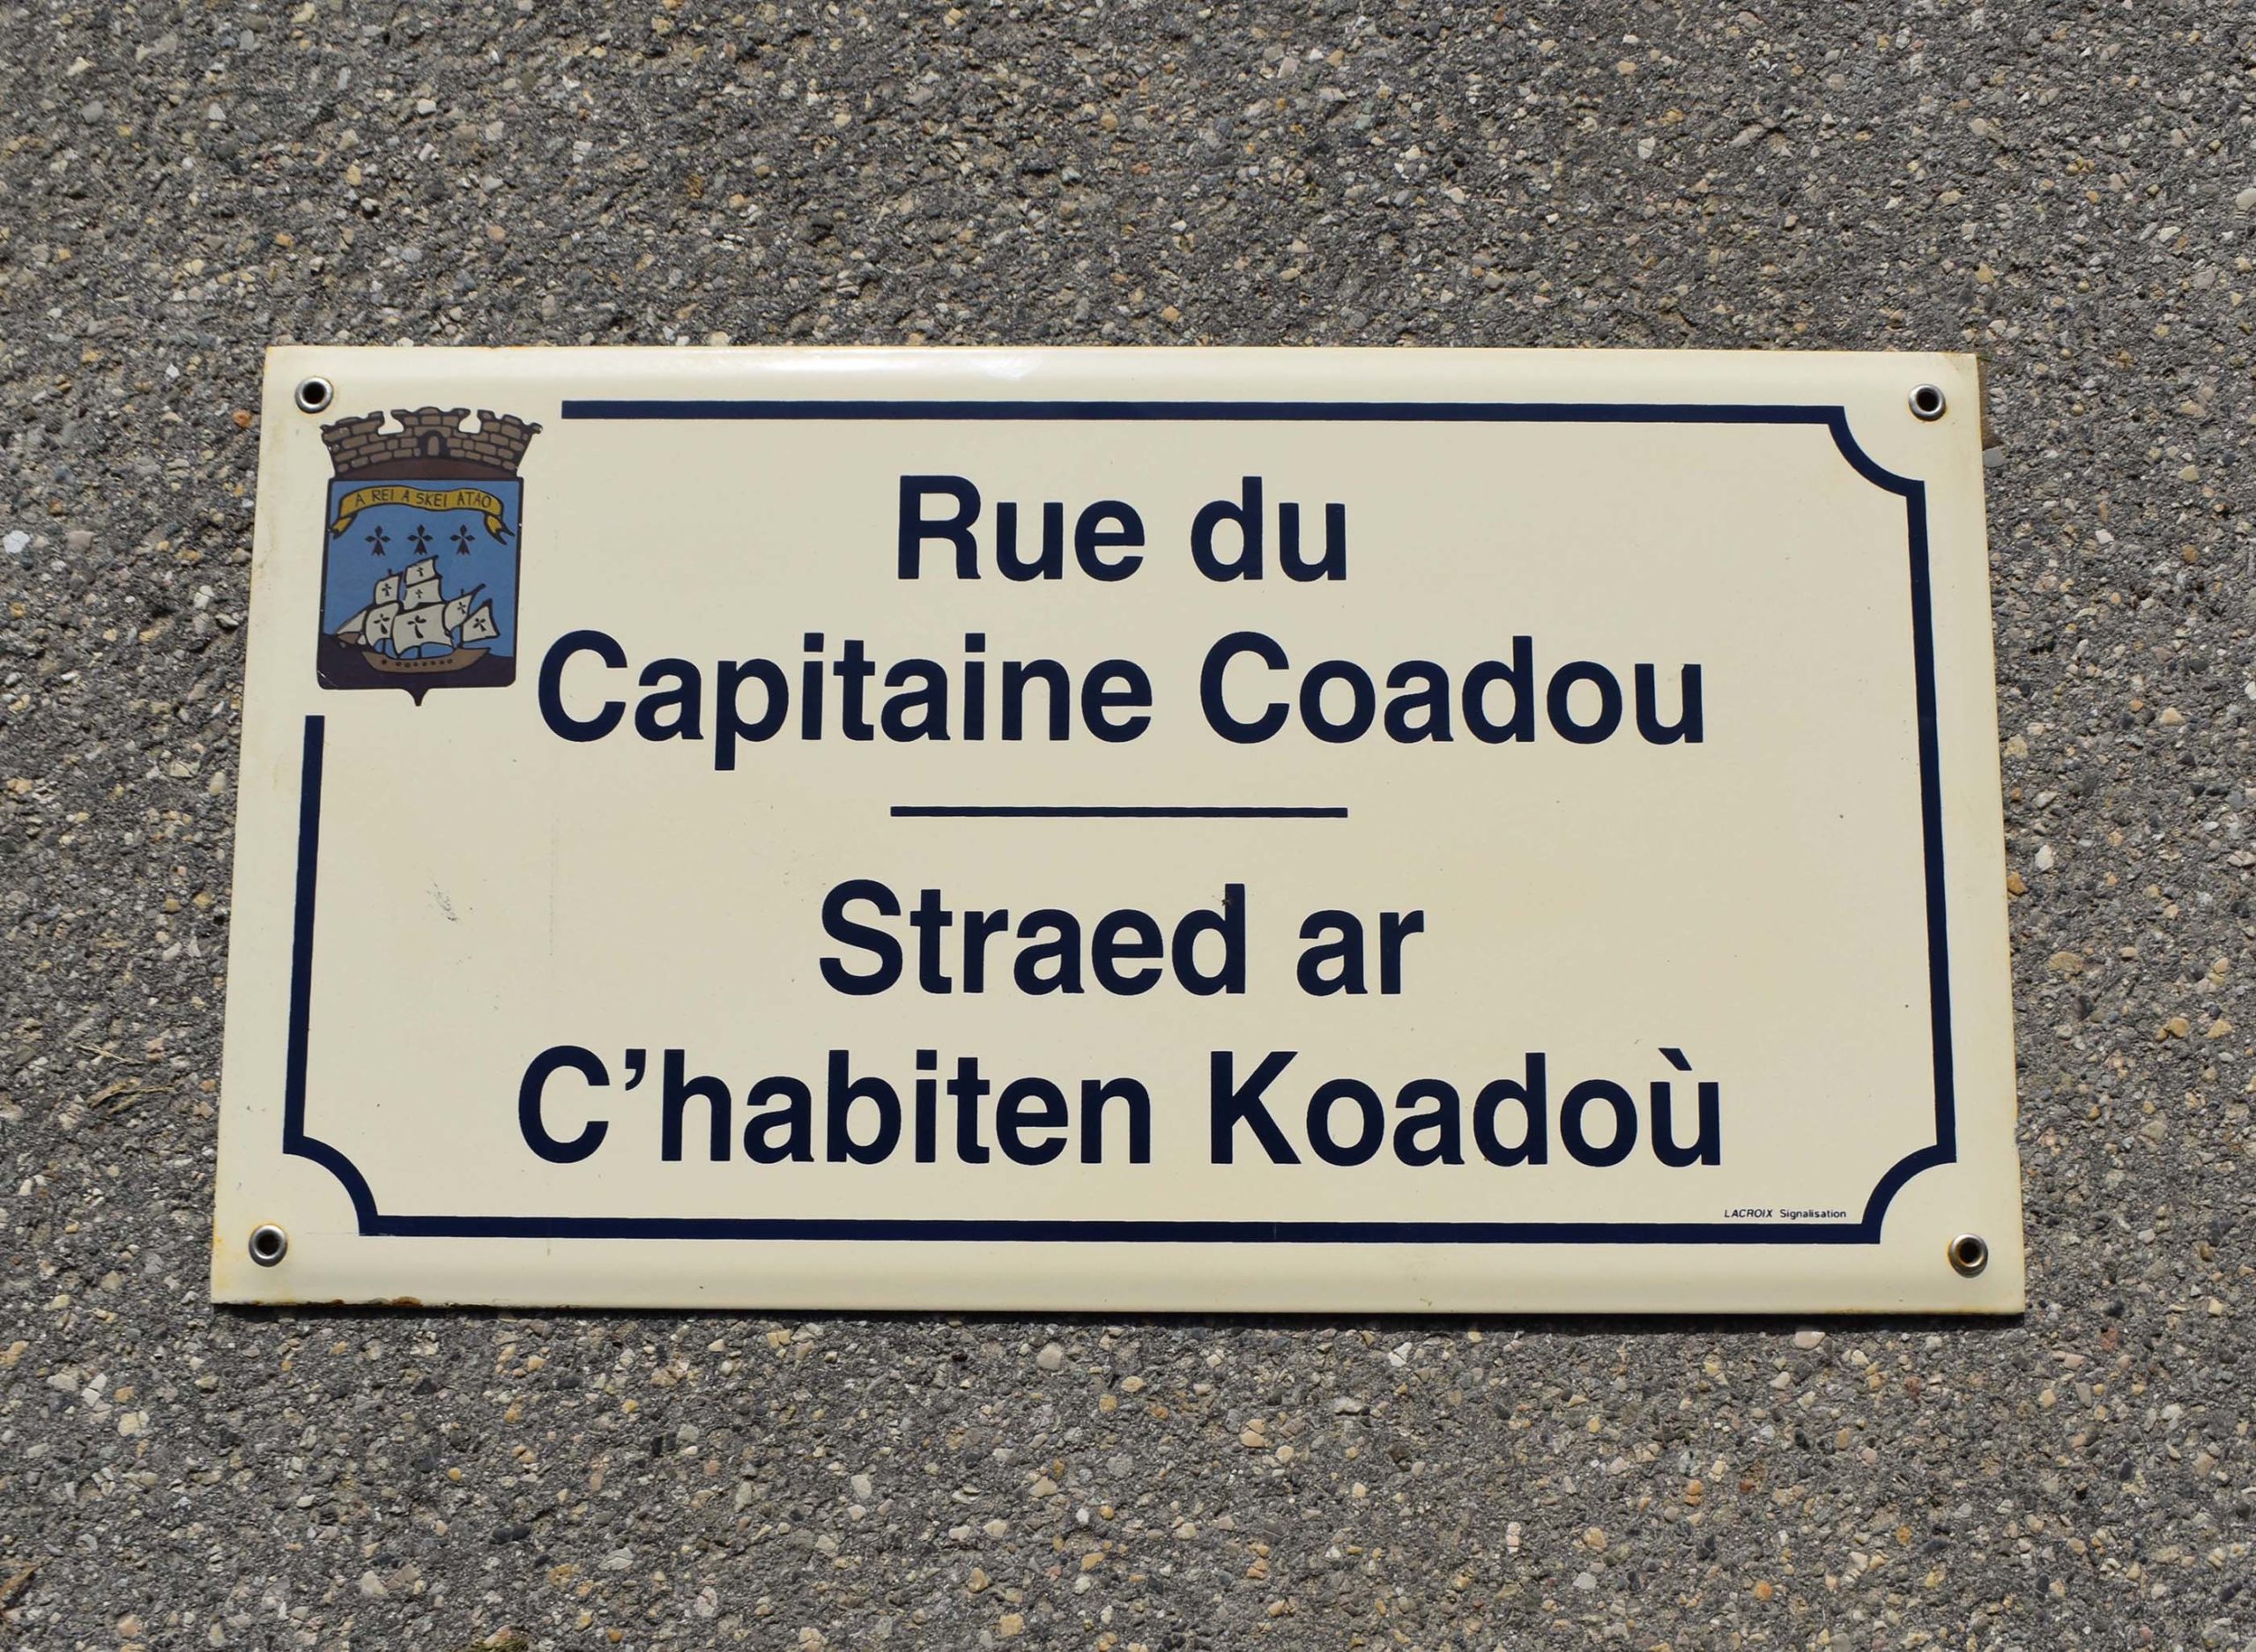 A REI A SKEI ATAO
Rue du
Capitaine Coadou
Straed ar
C'habiten Koadoù
LACROIX Signalisation